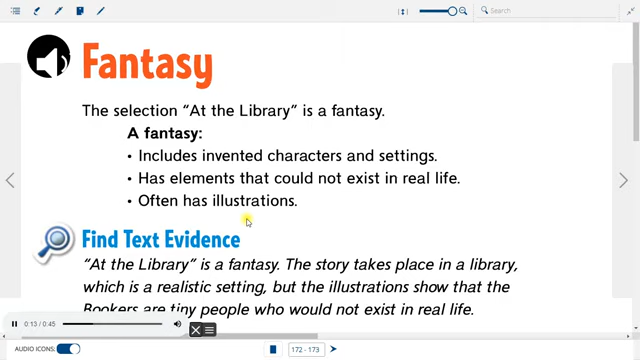 Search
Fantasy
The selection “At the Library” is a fantasy.
A fantasy:
• Includes invented characters and settings.
• Has elements that could not exist in real life.
• Often has illustrations.
Find Text Evidence
“At the Library” is a fantasy. The story takes place in a library,
which is a realistic setting, but the illustrations show that the
Bookers are tiny people who would not exist in real life.
0:13 / 0:45
AUDIO ICONS:
172 - 173